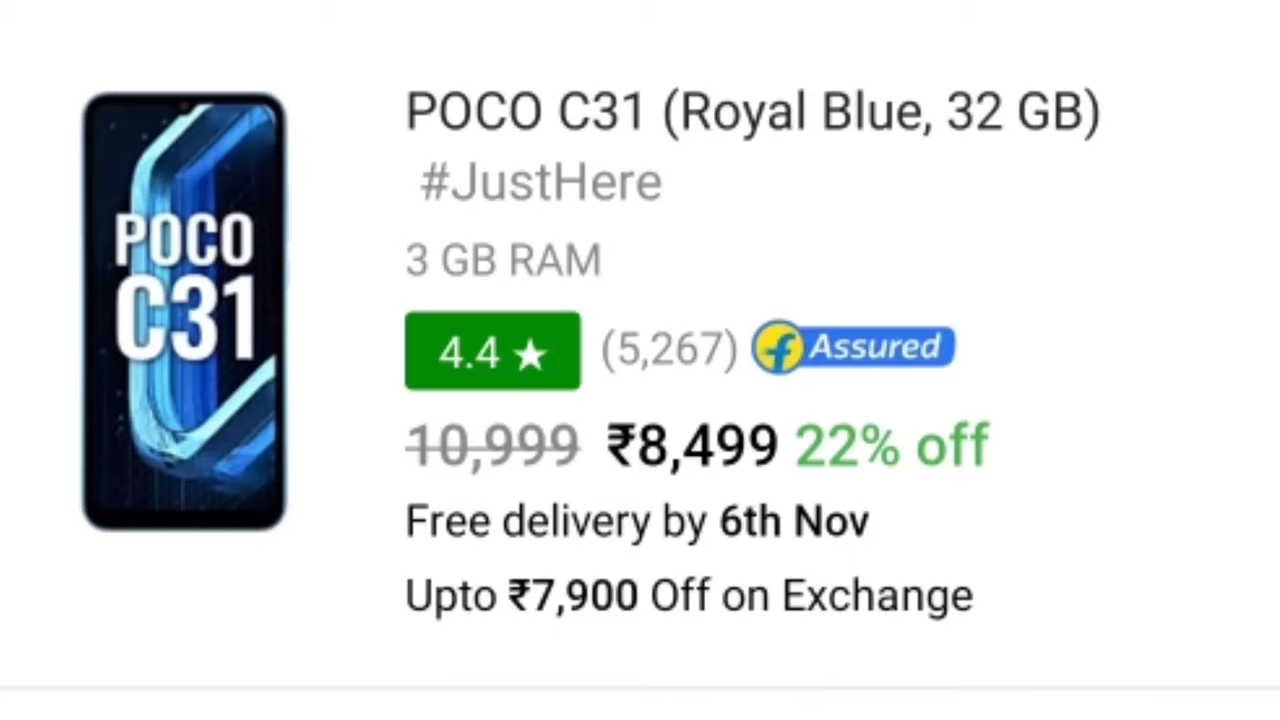 POCO C31
POCO C31 (Royal Blue, 32 GB)
#JustHere
3 GB RAM
4.4 ★ (5,267) f Assured
10,999 ₹8,499 22% off
Free delivery by 6th Nov
Upto ₹7,900 Off on Exchange